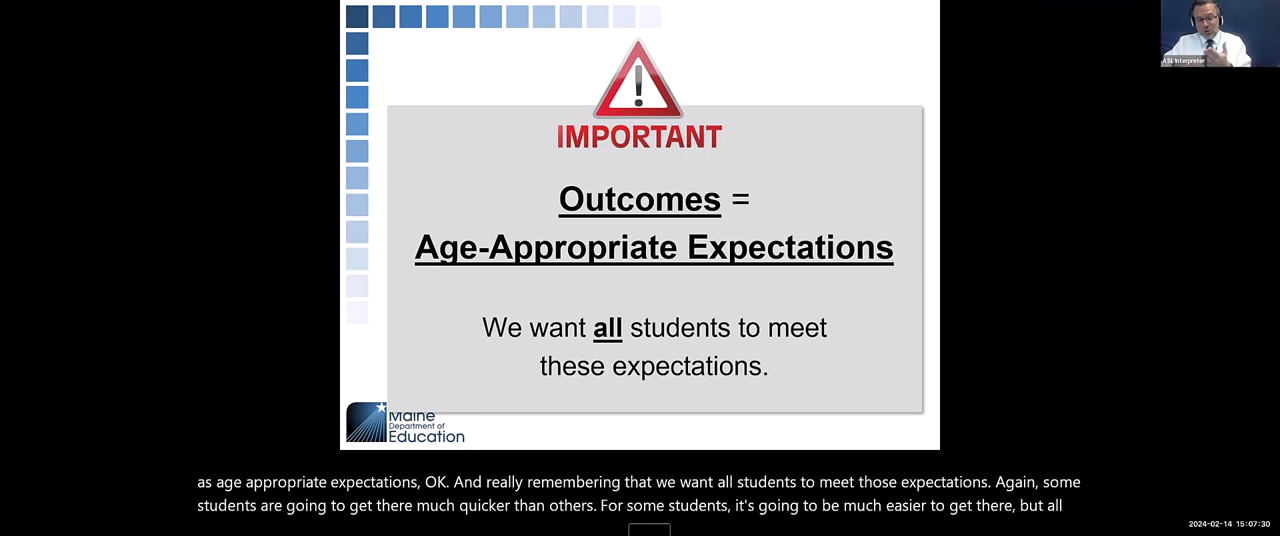 ASL Interpreter
IMPORTANT
Outcomes =
Age-Appropriate Expectations
We want all students to meet
these expectations.
Maine
Department of
Education
as age appropriate expectations, OK. And really remembering that we want all students to meet those expectations. Again, some
students are going to get there much quicker than others. For some students, it's going to be much easier to get there, but all
2024-02-14 15:07:30